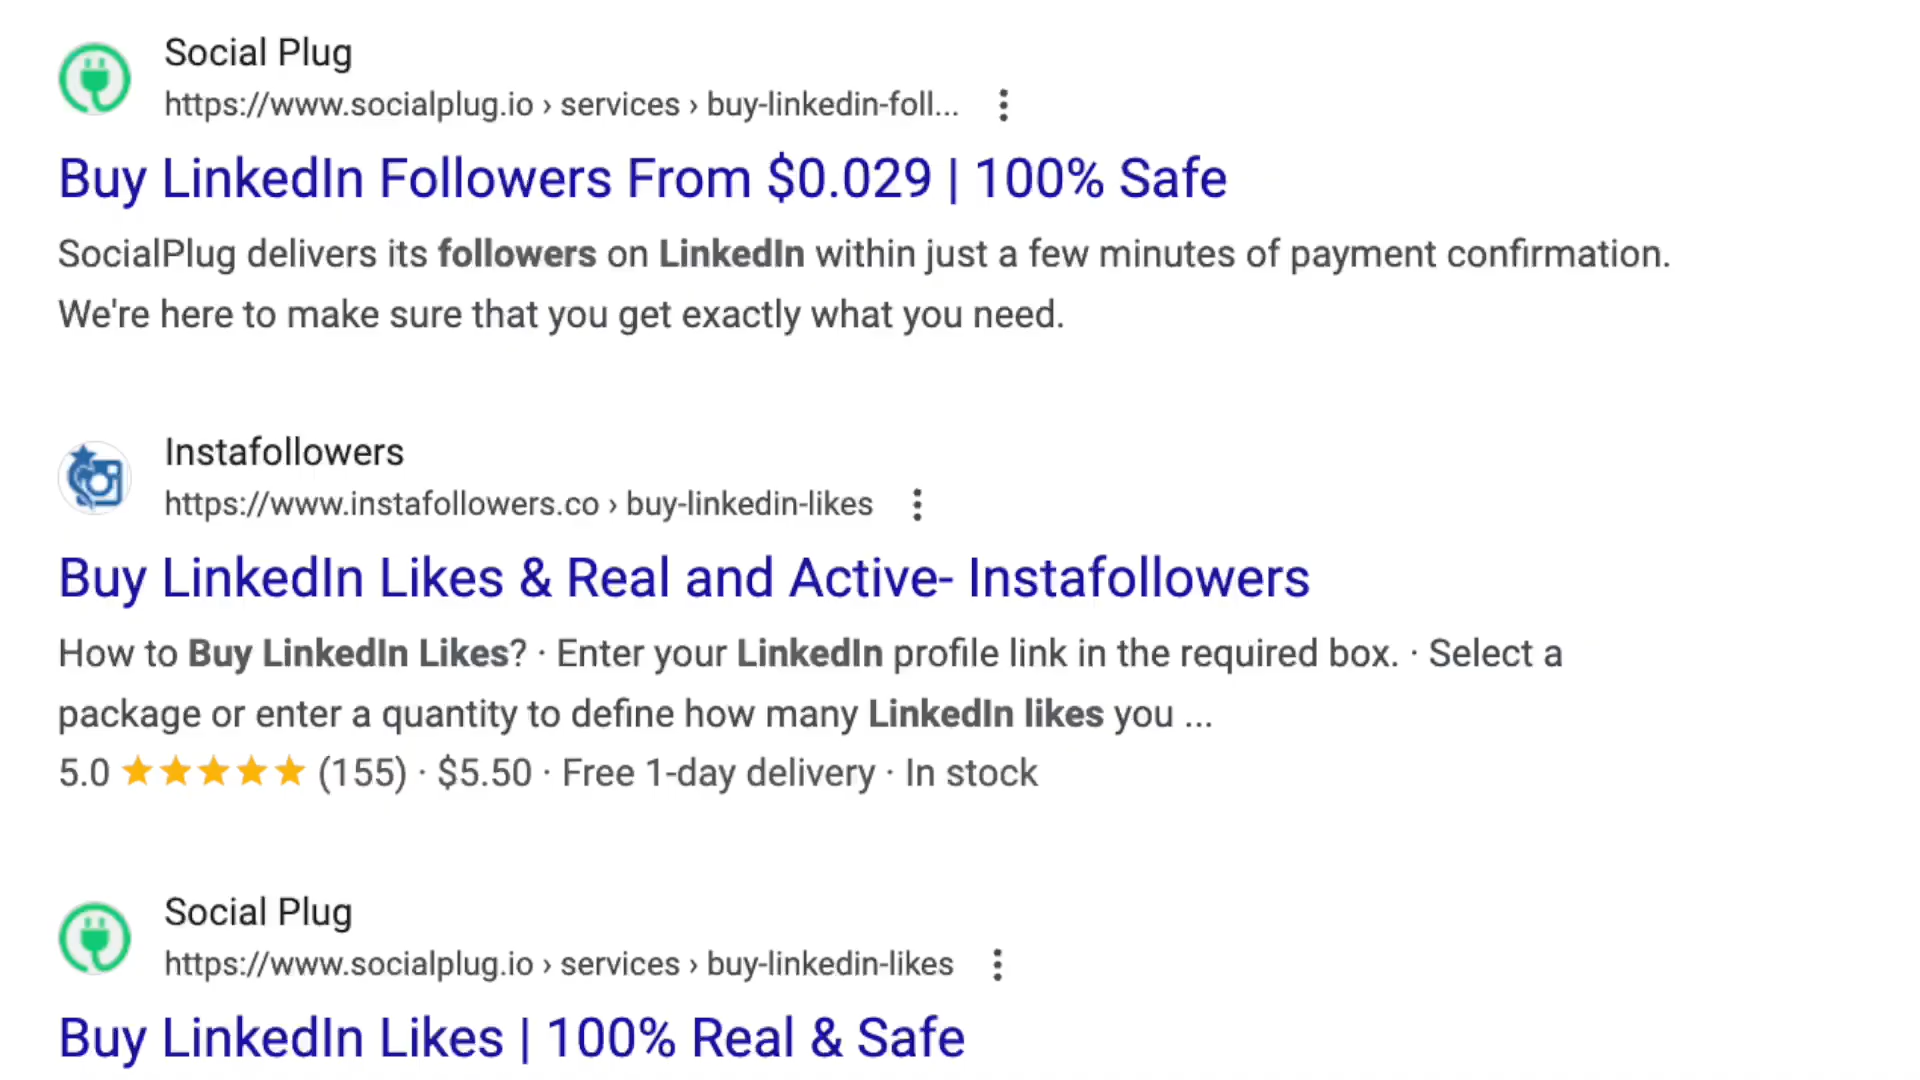 Social Plug
https://www.socialplug.io › services › buy-linkedin-foll...
Buy LinkedIn Followers From $0.029 | 100% Safe
SocialPlug delivers its followers on LinkedIn within just a few minutes of payment confirmation.
We're here to make sure that you get exactly what you need.
Instafollowers
https://www.instafollowers.co › buy-linkedin-likes
Buy LinkedIn Likes & Real and Active- Instafollowers
How to Buy LinkedIn Likes? · Enter your LinkedIn profile link in the required box. · Select a
package or enter a quantity to define how many LinkedIn likes you ...
5.0 ★★★★★ (155) · $5.50 · Free 1-day delivery · In stock
Social Plug
https://www.socialplug.io › services › buy-linkedin-likes
Buy LinkedIn Likes | 100% Real & Safe